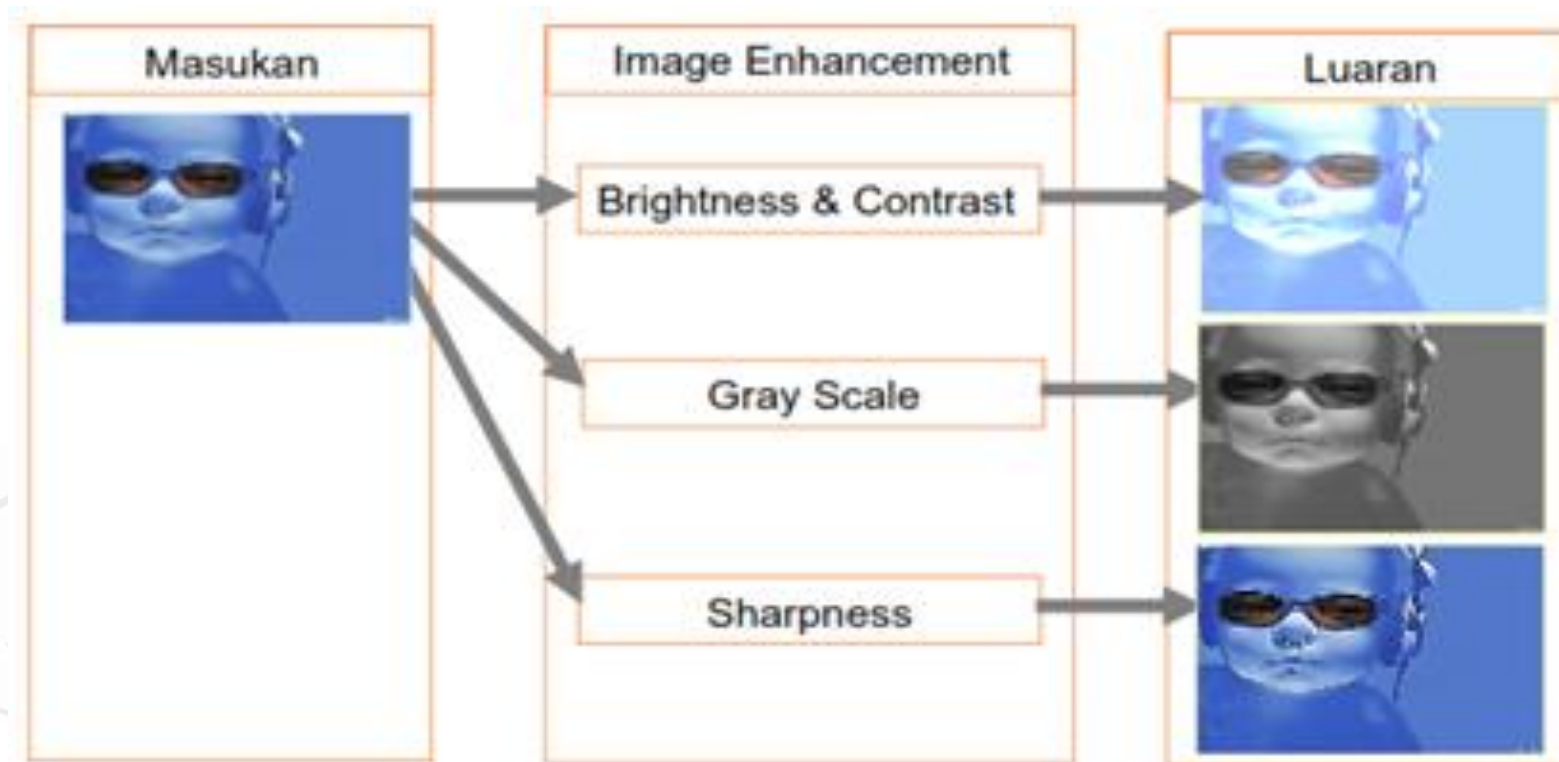 Masukan
Image Enhancement
Luaran
Brightness & Contrast
Gray Scale
Sharpness